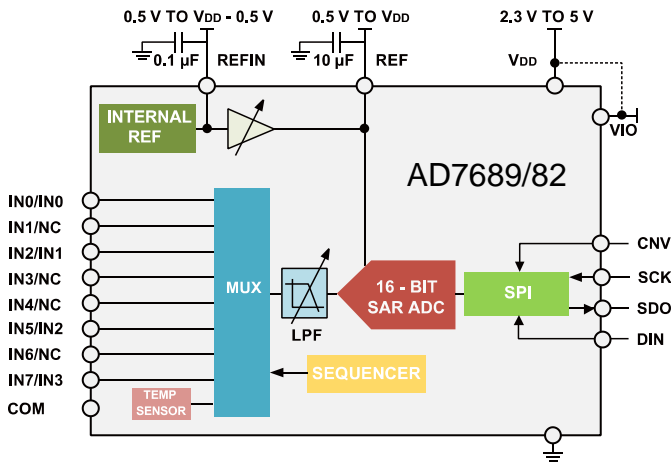 0.5 V TO VDD - 0.5 V
0.5 V TO VDD
2.3 V TO 5 V
0.1 µF
REFIN
10 µF
REF
VDD
VIO
INTERNAL
REF
AD7689/82
IN0/IN0
IN1/NC
IN2/IN1
IN3/NC
IN4/NC
IN5/IN2
IN6/NC
IN7/IN3
COM
MUX
LPF
16 - BIT
SAR ADC
SPI
CNV
SCK
SDO
DIN
SEQUENCER
TEMP
SENSOR